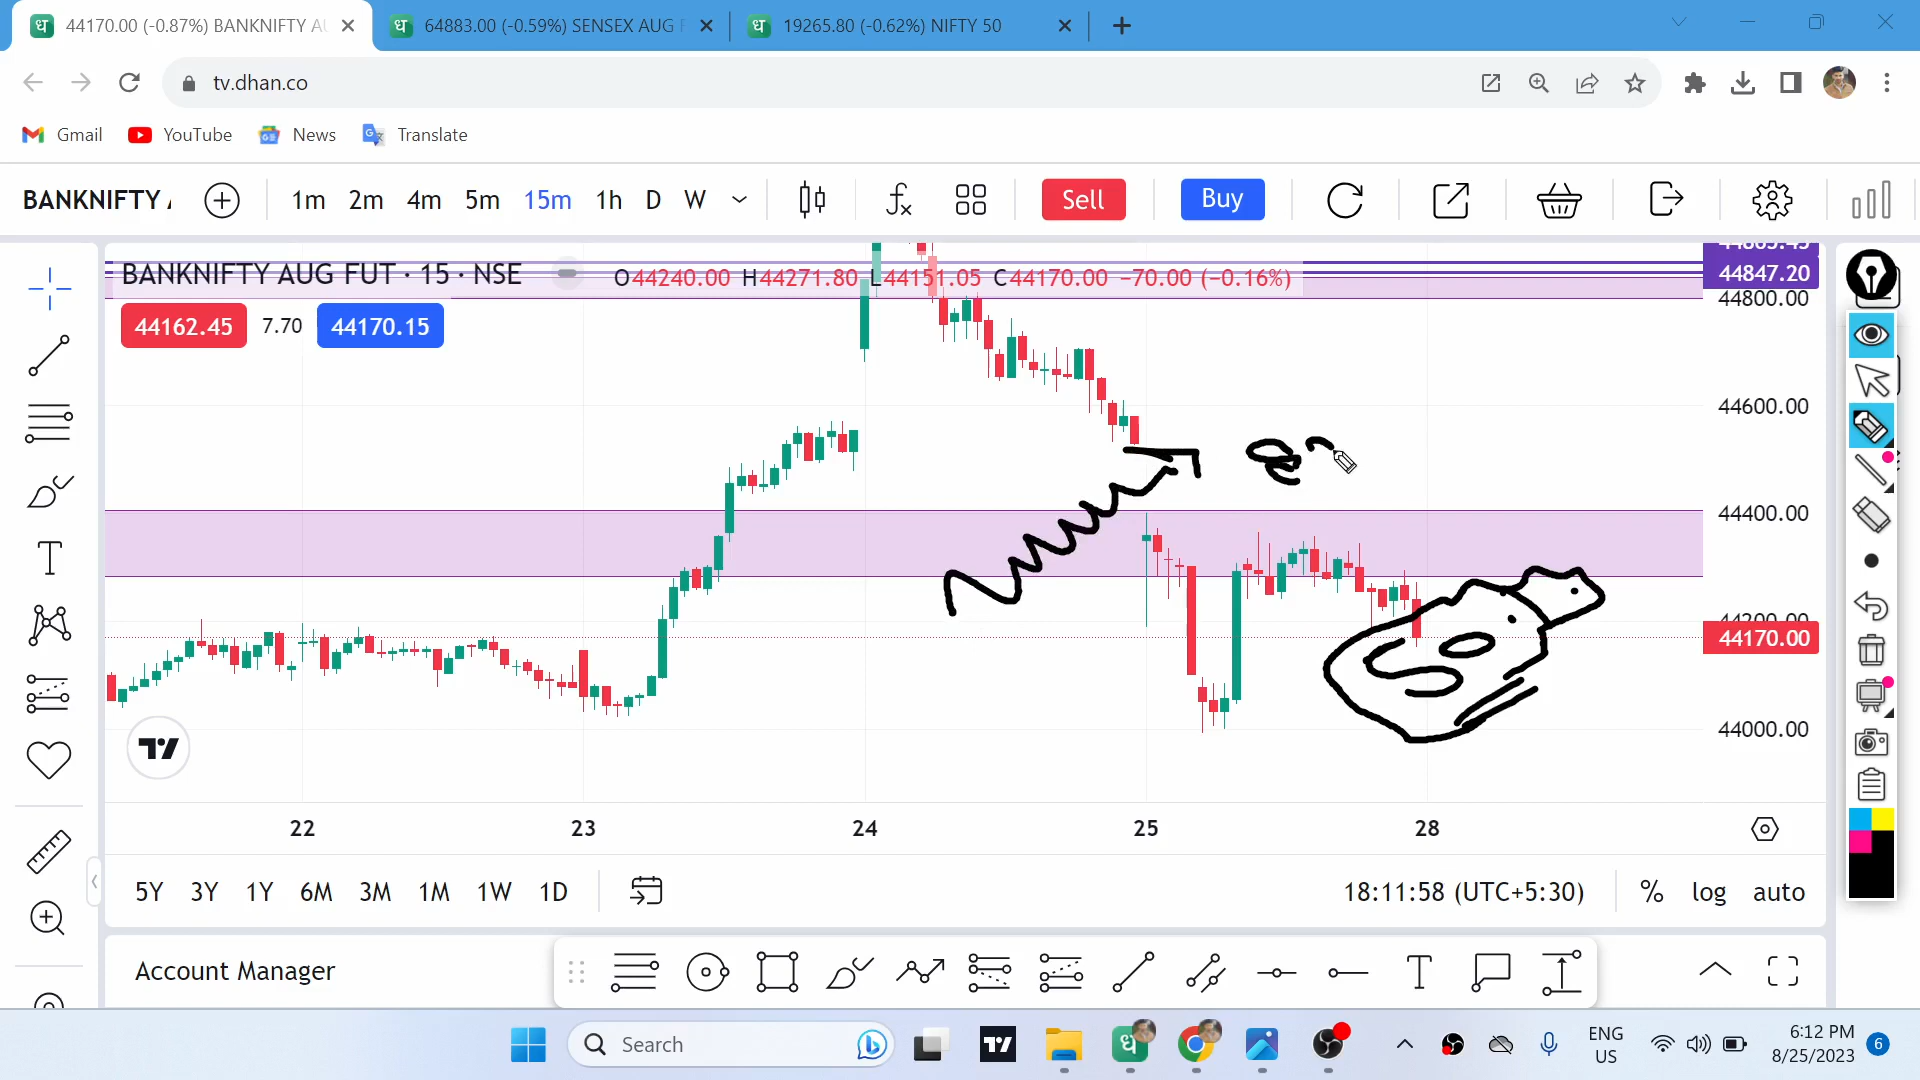 44170.00 (-0.87%) BANKNIFTY AU
64883.00 (-0.59%) SENSEX AUG F
19265.80 (-0.62%) NIFTY 50
tv.dhan.co
Gmail YouTube News Translate
BANKNIFTY 1m 2m 4m 5m 15m 1h D W Sell Buy
BANKNIFTY AUG FUT · 15 · NSE O44240.00 H44271.80 L44151.05 C44170.00 −70.00 (−0.16%)
44162.45 7.70 44170.15
44847.20
44800.00
44600.00
44400.00
44170.00
44000.00
22 23 24 25 28
5Y 3Y 1Y 6M 3M 1M 1W 1D 18:11:58 (UTC+5:30) % log auto
Account Manager
Search
ENG
US
6:12 PM
8/25/2023
6